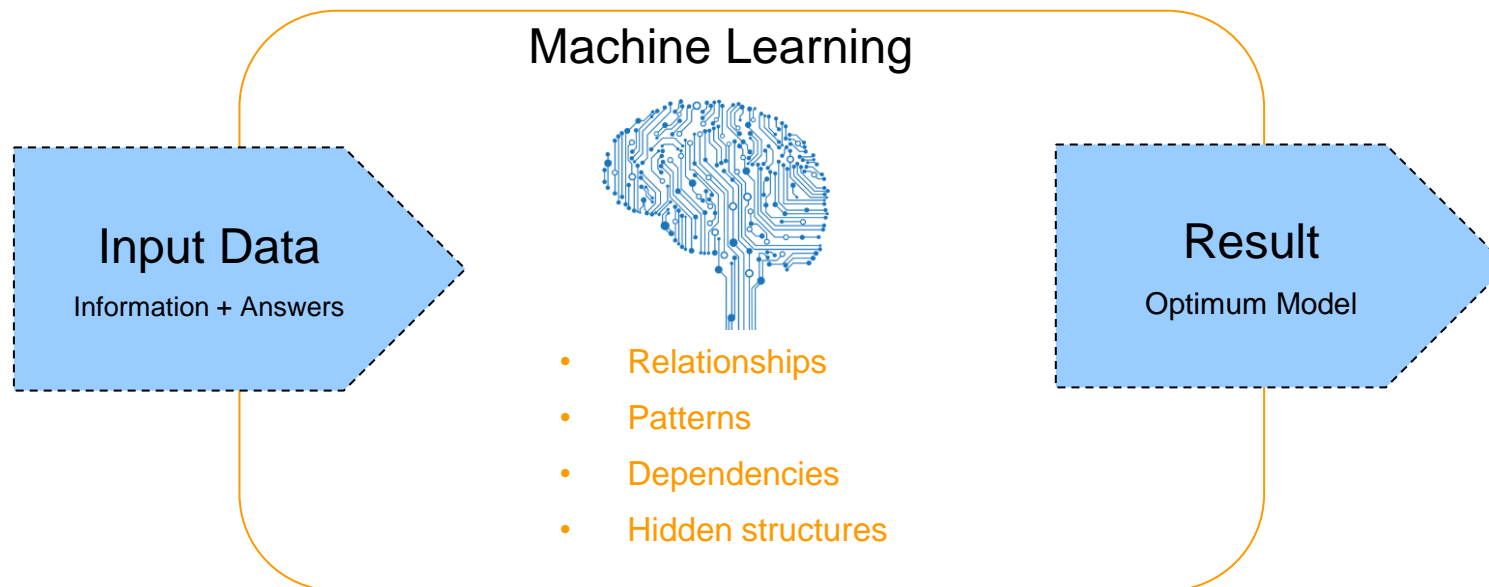 Machine Learning
Input Data
Information + Answers
Result
Optimum Model
• Relationships
• Patterns
• Dependencies
• Hidden structures